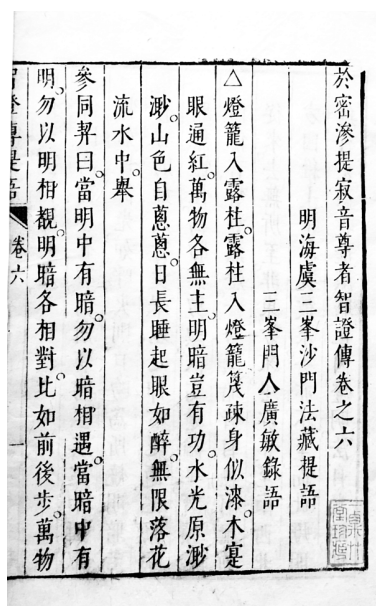 於密滲提寂音尊者智證傳卷之六
明海虞三峯沙門法藏提語
三峯門人廣敏錄語
△燈籠入露柱露柱入燈籠篾疎身似漆木寔
眼通紅萬物各無主明暗豈有功水光原渺
渺山色自蔥蔥日長睡起眼如醉無限落花
流水中舉
參同契曰當明中有暗勿以暗相遇當暗中有
明勿以明相覩明暗各相對比如前後步萬物
智證傳提語
卷六
一